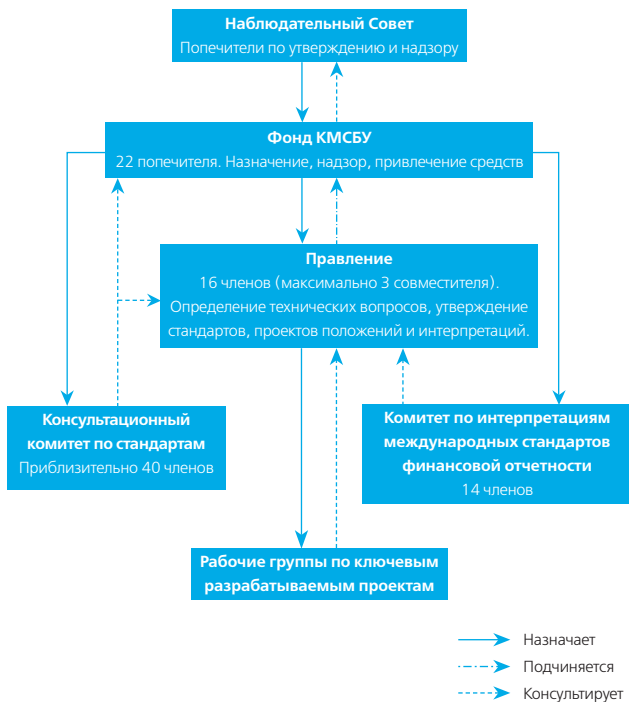 Наблюдательный Совет
Попечители по утверждению и надзору
Фонд КМСБУ
22 попечителя. Назначение, надзор, привлечение средств
Правление
16 членов (максимально 3 совместителя).
Определение технических вопросов, утверждение
стандартов, проектов положений и интерпретаций.
Консультационный
комитет по стандартам
Приблизительно 40 членов
Комитет по интерпретациям
международных стандартов
финансовой отчетности
14 членов
Рабочие группы по ключевым
разрабатываемым проектам
Назначает
Подчиняется
Консультирует